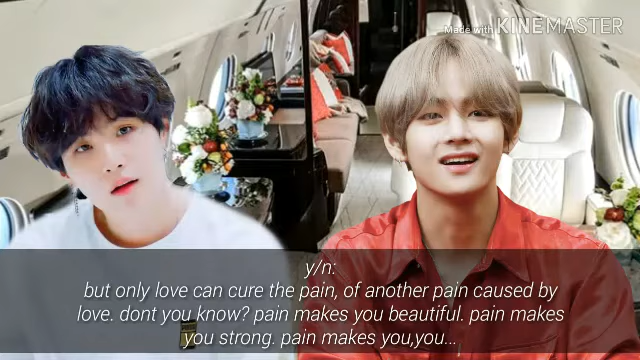 Made with KINEMASTER
y/n:
but only love can cure the pain, of another pain caused by
love. dont you know? pain makes you beautiful. pain makes
you strong. pain makes you,you...